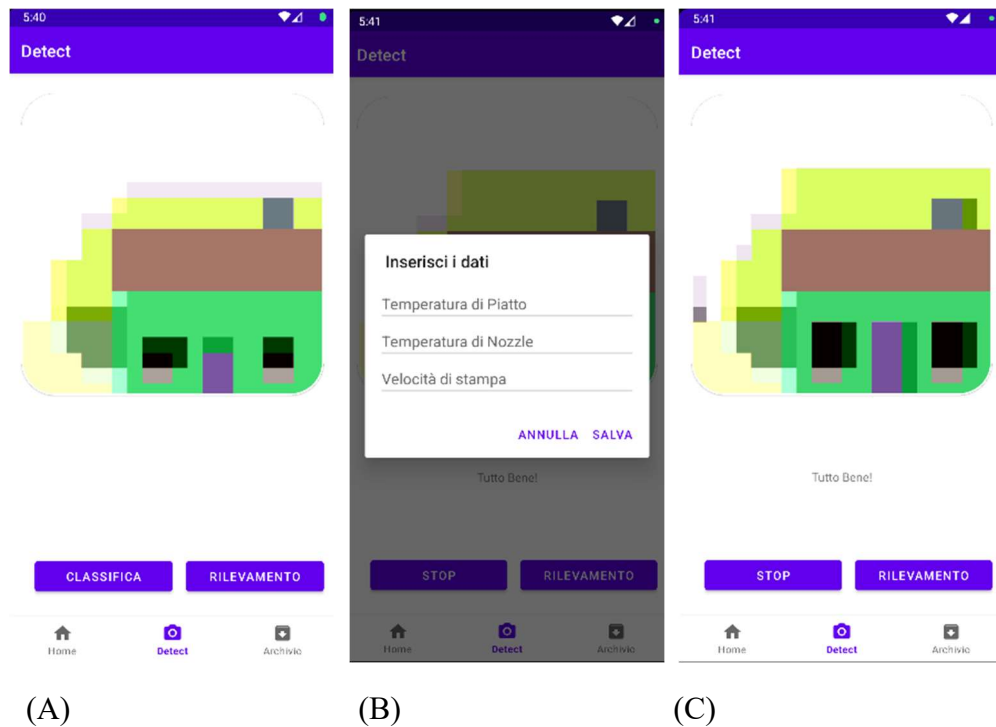 5:40
Detect
CLASSIFICA RILEVAMENTO
Home Detect Archivio
(A)
5:41
Detect
Inserisci i dati
Temperatura di Piatto
Temperatura di Nozzle
Velocità di stampa
ANNULLA SALVA
Tutto Bene!
STOP RILEVAMENTO
Home Detect Archivio
(B)
5:41
Detect
Tutto Bene!
STOP RILEVAMENTO
Home Detect Archivio
(C)